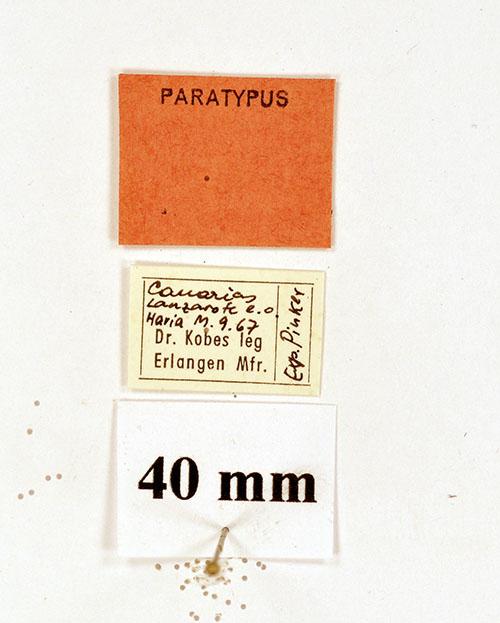 PARATYPUS
Canarias
Lanzarote e.o.
Haria M. 9. 67
Dr. Kobes leg
Erlangen Mfr.
Exp. Pinker
40 mm